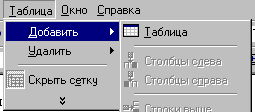 Таблица Окно Справка
Добавить Таблица
Удалить Столбцы слева
Скрыть сетку Столбцы справа
Строки выше